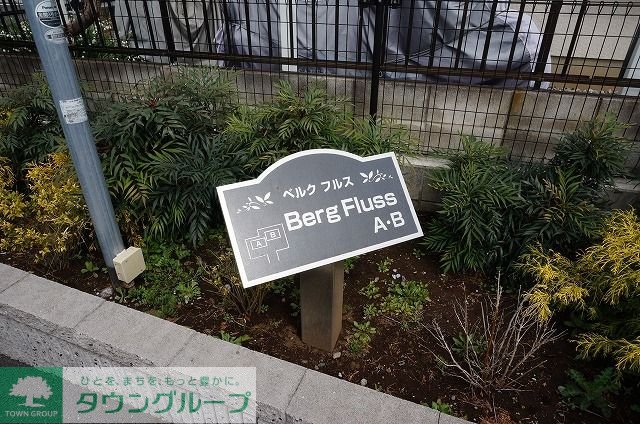 ベルク フルス
Berg Fluss
A・B
A B
TOWN GROUP
ひとを、まちを、もっと豊かに。
タウングループ